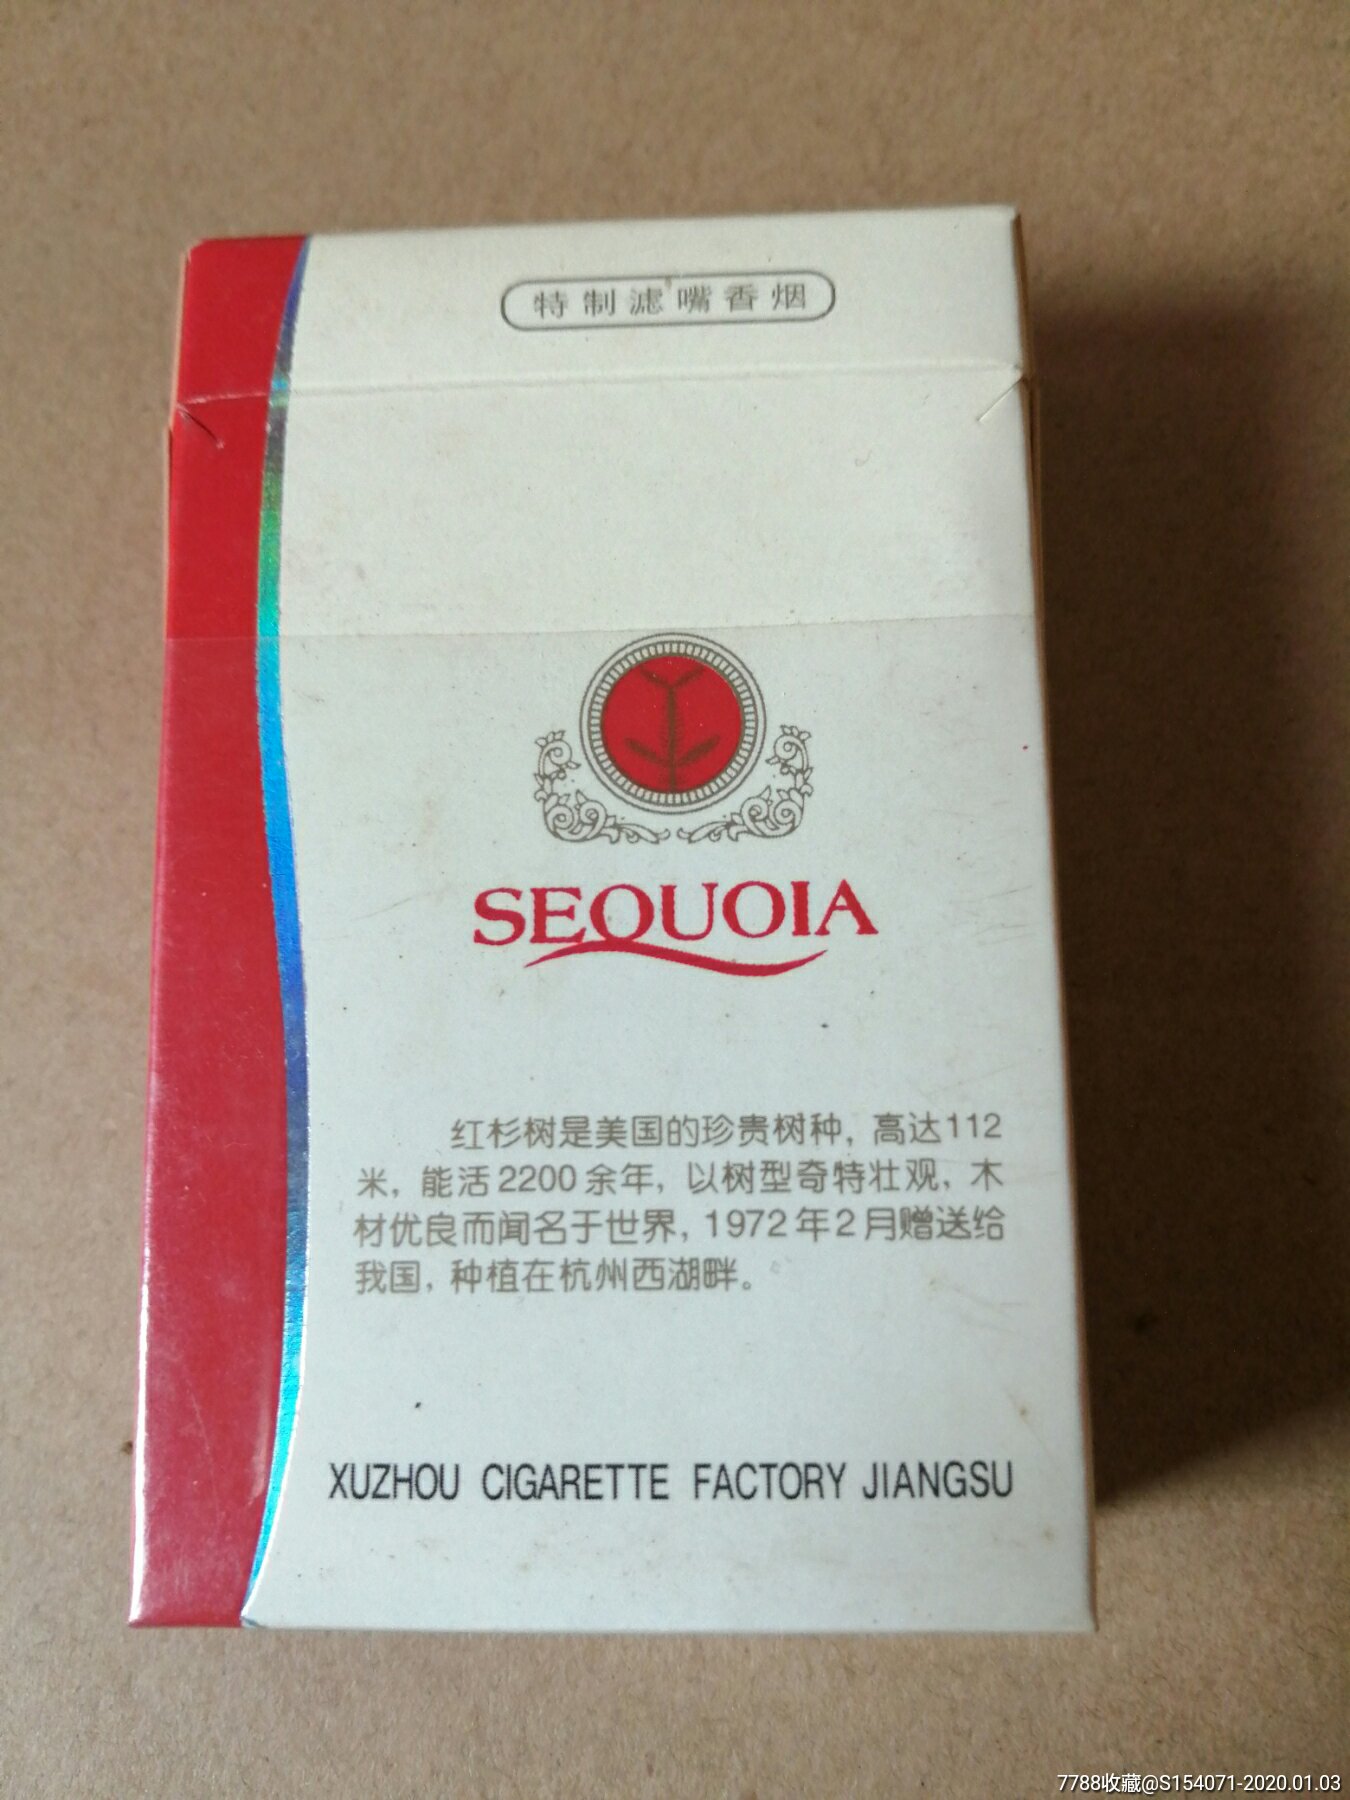 特制滤嘴香烟
SEQUOIA
红杉树是美国的珍贵树种，高达112
米，能活2200余年，以树型奇特壮观，木
材优良而闻名于世界，1972年2月赠送给
我国，种植在杭州西湖畔。
XUZHOU CIGARETTE FACTORY JIANGSU
7788收藏@S154071-2020.01.03